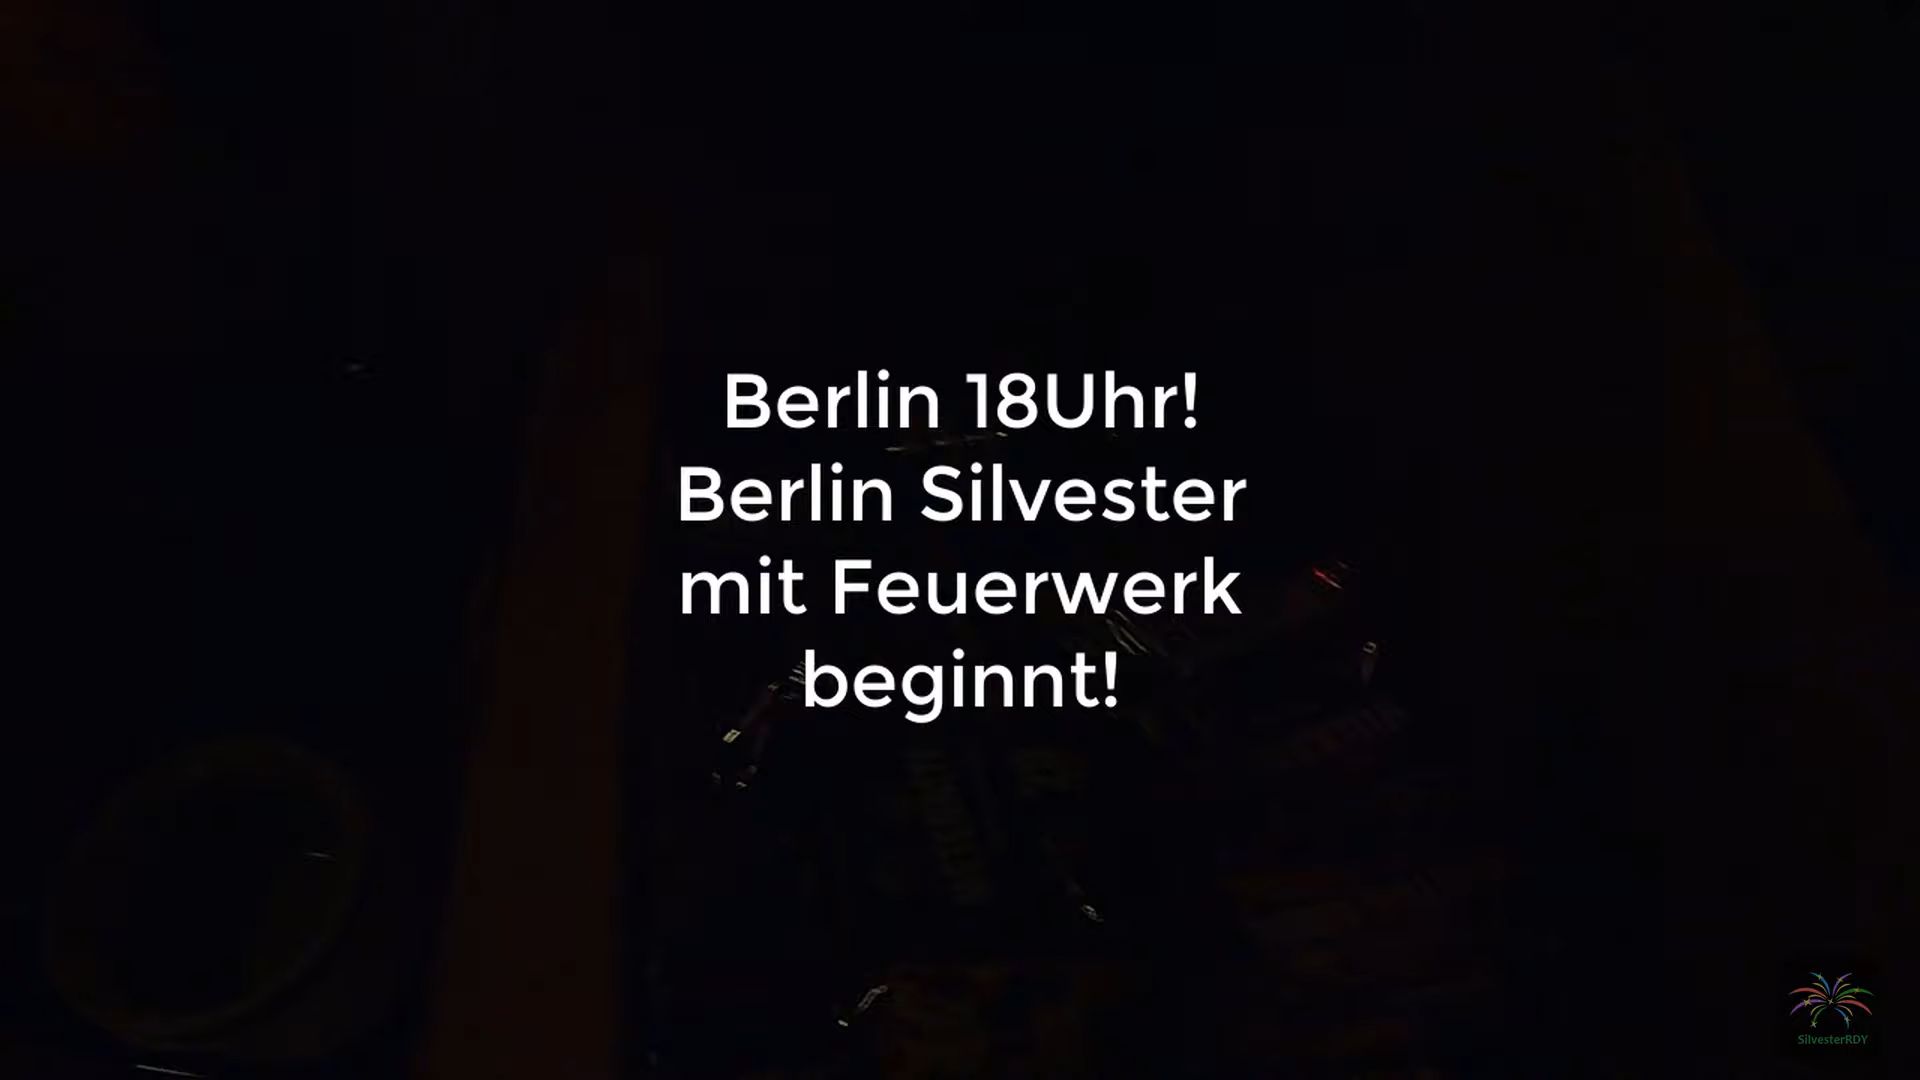 Berlin 18Uhr!
Berlin Silvester
mit Feuerwerk
beginnt!
SilvesterRDY